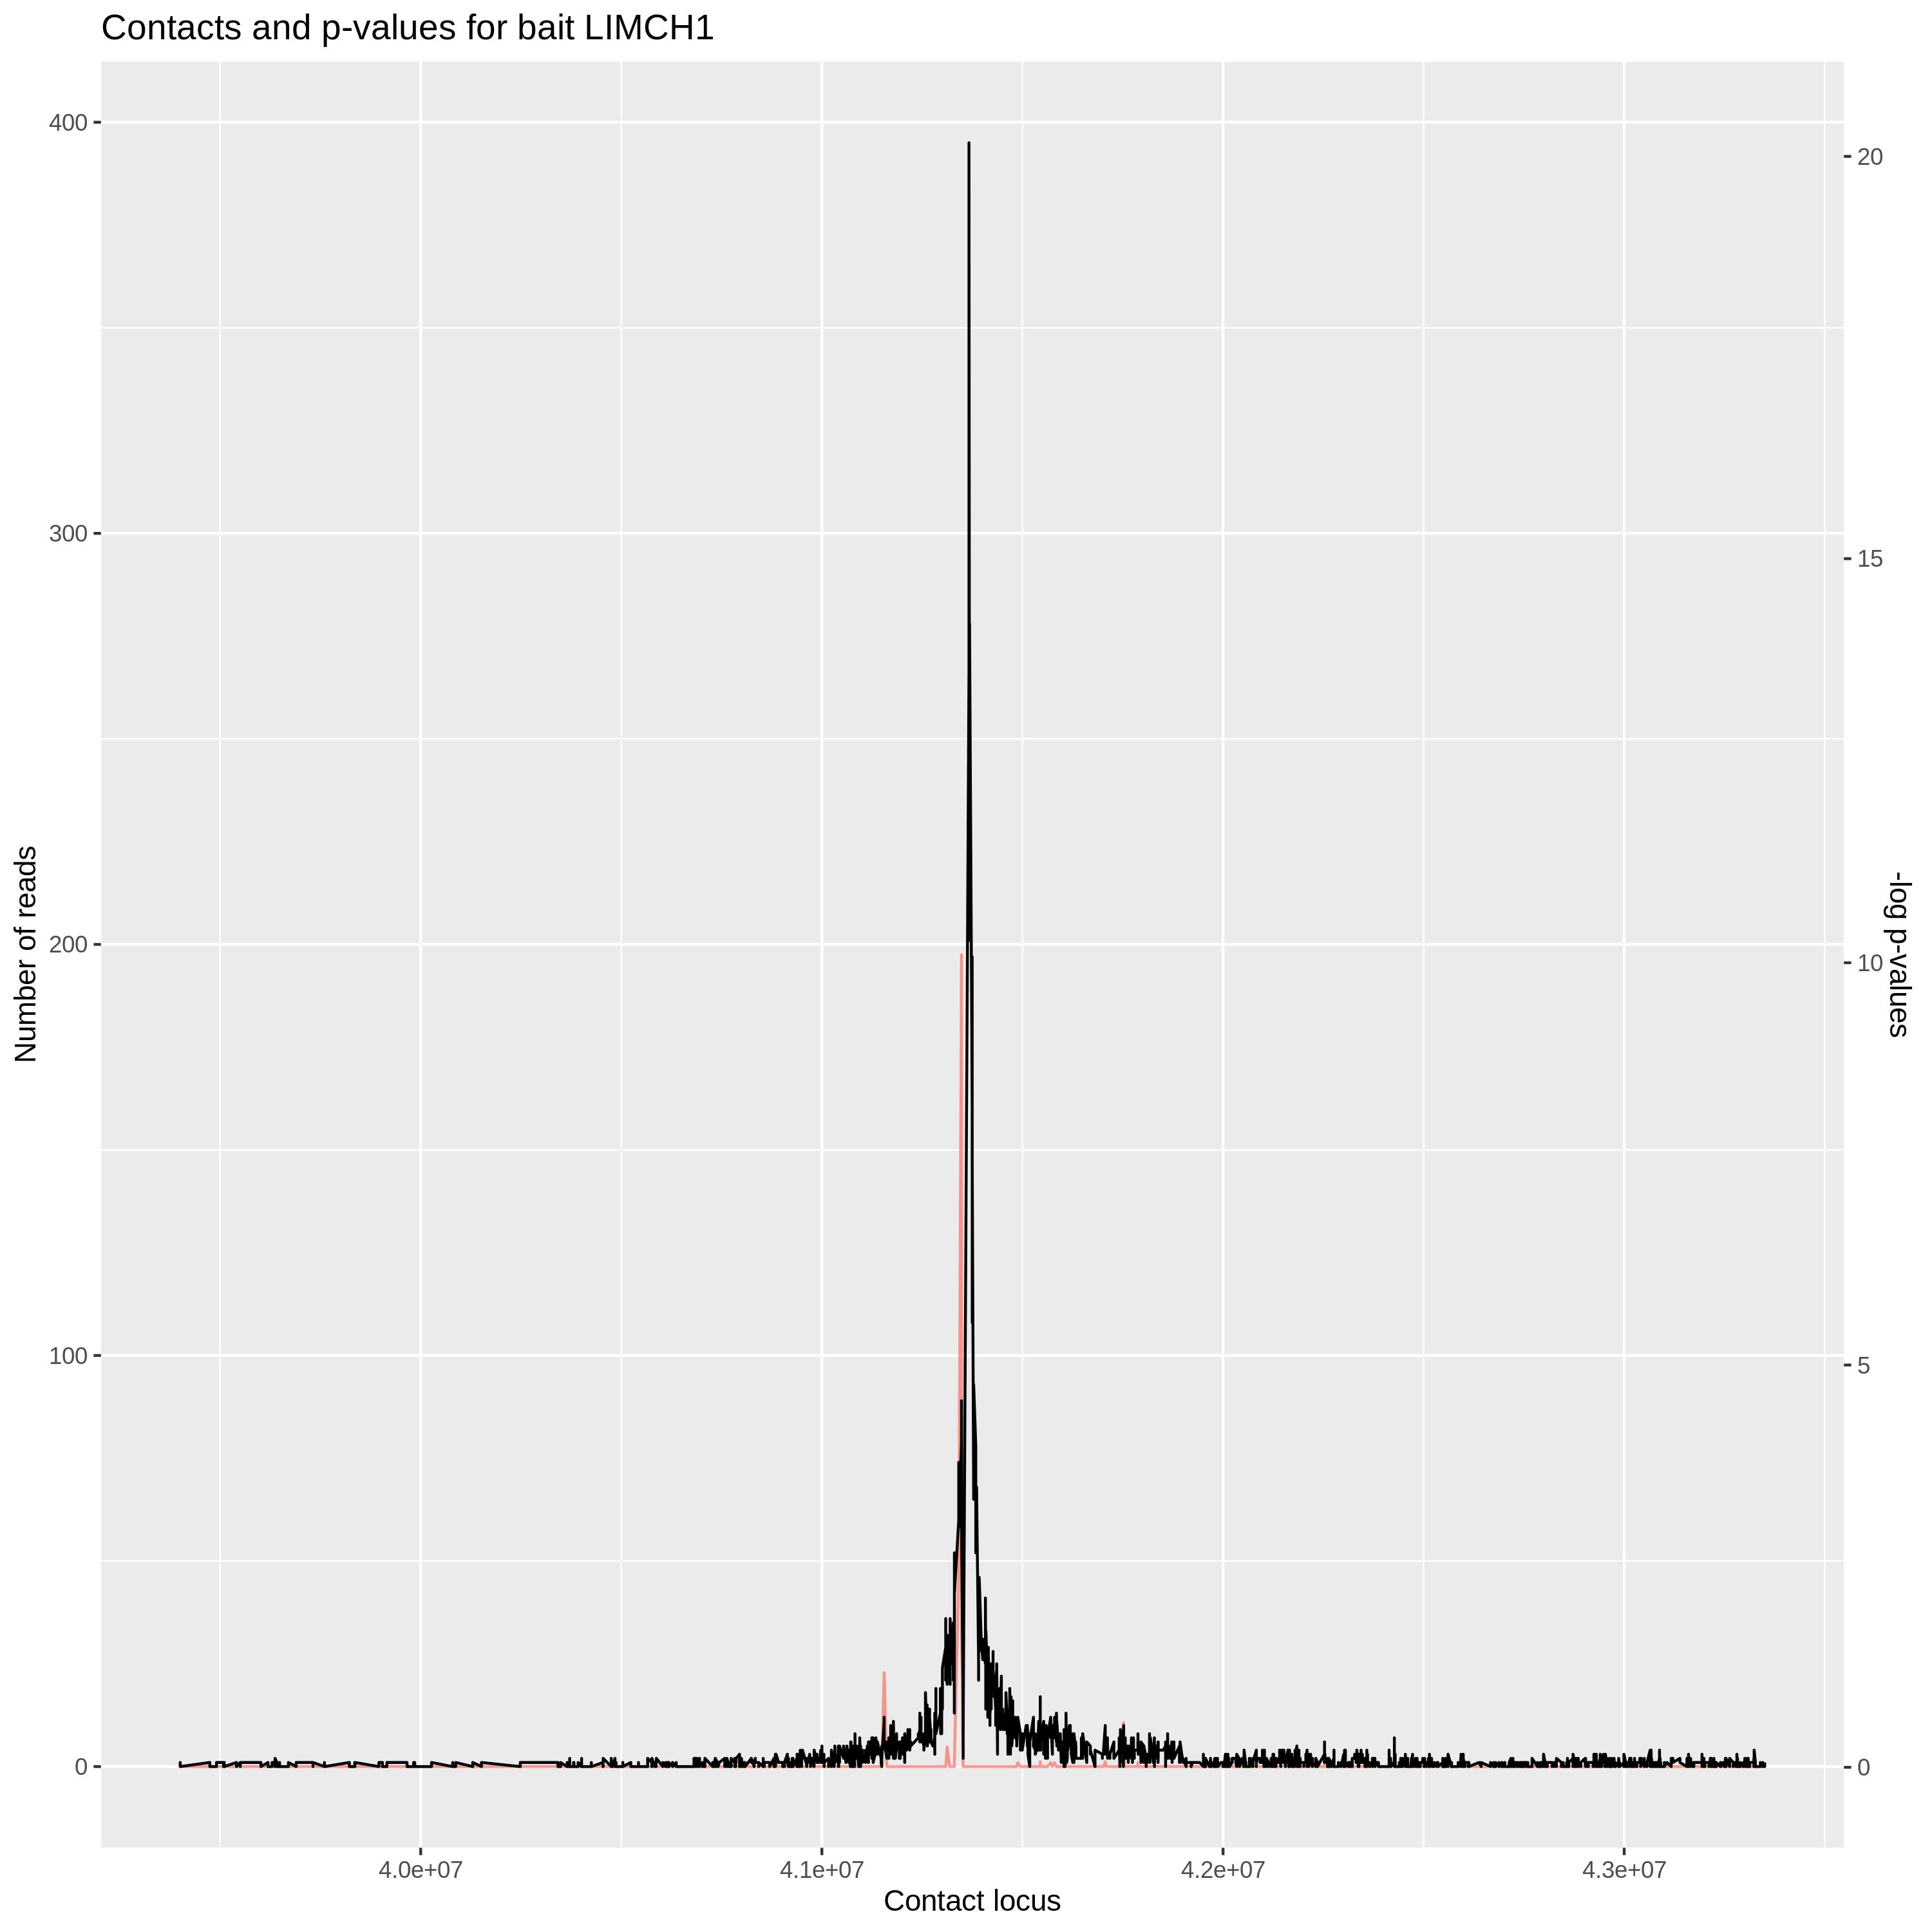 Contacts and p-values for bait LIMCH1
400
300
200
100
0
Number of reads
20
15
10
5
0
-log p-values
4.0e+07
4.1e+07
4.2e+07
4.3e+07
Contact locus